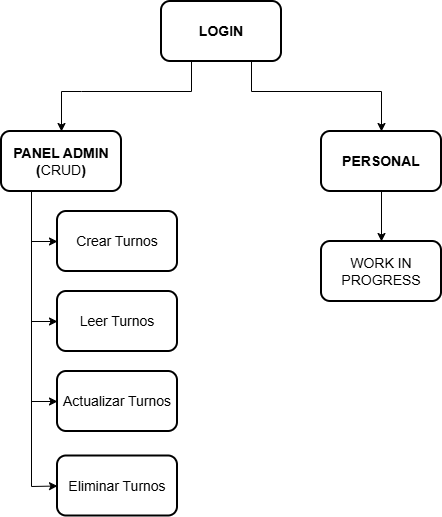 LOGIN
PANEL ADMIN
(CRUD)
PERSONAL
Crear Turnos
WORK IN
PROGRESS
Leer Turnos
Actualizar Turnos
Eliminar Turnos